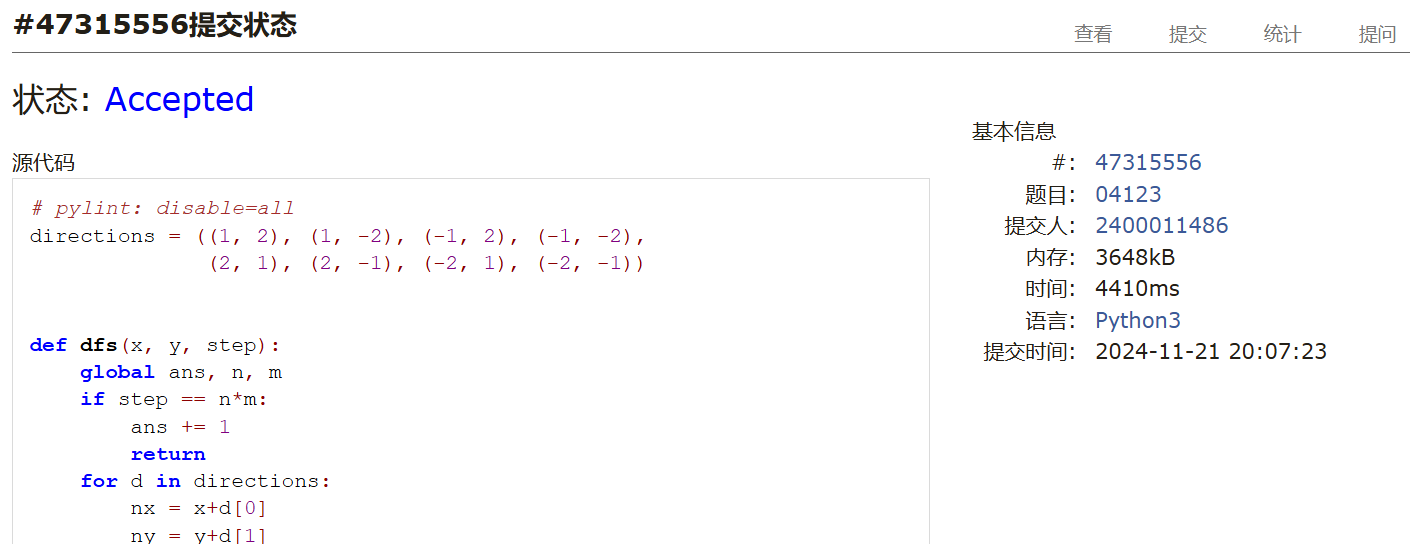 #47315556提交状态
查看 提交 统计 提问
状态: Accepted
源代码
# pylint: disable=all
directions = ((1, 2), (1, -2), (-1, 2), (-1, -2),
              (2, 1), (2, -1), (-2, 1), (-2, -1))
def dfs(x, y, step):
    global ans, n, m
    if step == n*m:
        ans += 1
        return
    for d in directions:
        nx = x+d[0]
        ny = y+d[1]
基本信息
#: 47315556
题目: 04123
提交人: 2400011486
内存: 3648kB
时间: 4410ms
语言: Python3
提交时间: 2024-11-21 20:07:23